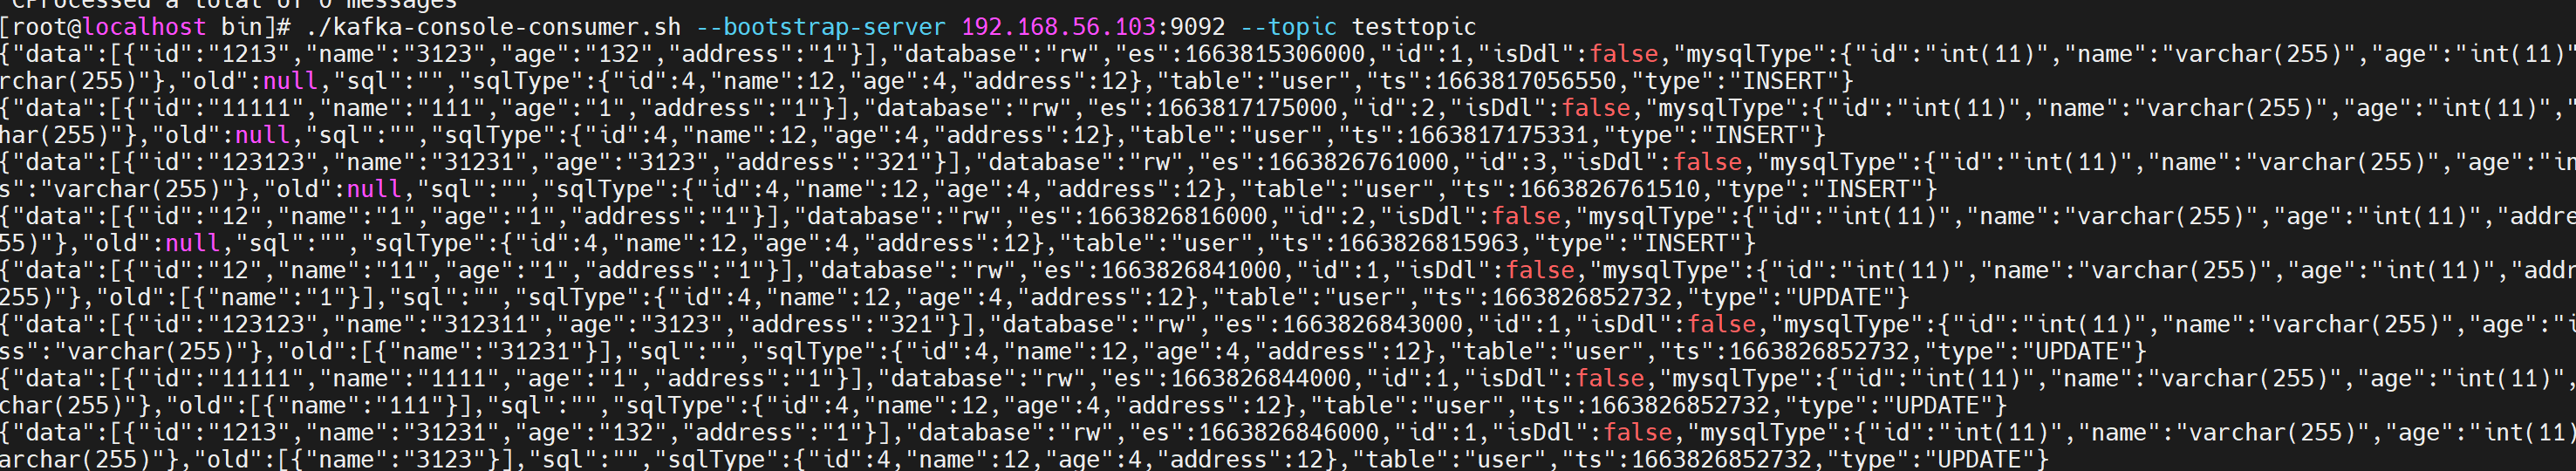 CProcessed a total of 0 messages
[root@localhost bin]# ./kafka-console-consumer.sh --bootstrap-server 192.168.56.103:9092 --topic testtopic
{"data":[{"id":"1213","name":"3123","age":"132","address":"1"}],"database":"rw","es":1663815306000,"id":1,"isDdl":false,"mysqlType":{"id":"int(11)","name":"varchar(255)","age":"int(11)"
rchar(255)"},"old":null,"sql":"","sqlType":{"id":4,"name":12,"age":4,"address":12},"table":"user","ts":1663817056550,"type":"INSERT"}
{"data":[{"id":"11111","name":"111","age":"1","address":"1"}],"database":"rw","es":1663817175000,"id":2,"isDdl":false,"mysqlType":{"id":"int(11)","name":"varchar(255)","age":"int(11)","
har(255)"},"old":null,"sql":"","sqlType":{"id":4,"name":12,"age":4,"address":12},"table":"user","ts":1663817175331,"type":"INSERT"}
{"data":[{"id":"123123","name":"31231","age":"3123","address":"321"}],"database":"rw","es":1663826761000,"id":3,"isDdl":false,"mysqlType":{"id":"int(11)","name":"varchar(255)","age":"in
s":"varchar(255)"},"old":null,"sql":"","sqlType":{"id":4,"name":12,"age":4,"address":12},"table":"user","ts":1663826761510,"type":"INSERT"}
{"data":[{"id":"12","name":"1","age":"1","address":"1"}],"database":"rw","es":1663826816000,"id":2,"isDdl":false,"mysqlType":{"id":"int(11)","name":"varchar(255)","age":"int(11)","addre
55)"},"old":null,"sql":"","sqlType":{"id":4,"name":12,"age":4,"address":12},"table":"user","ts":1663826815963,"type":"INSERT"}
{"data":[{"id":"12","name":"11","age":"1","address":"1"}],"database":"rw","es":1663826841000,"id":1,"isDdl":false,"mysqlType":{"id":"int(11)","name":"varchar(255)","age":"int(11)","addr
255)"},"old":[{"name":"1"}],"sql":"","sqlType":{"id":4,"name":12,"age":4,"address":12},"table":"user","ts":1663826852732,"type":"UPDATE"}
{"data":[{"id":"123123","name":"312311","age":"3123","address":"321"}],"database":"rw","es":1663826843000,"id":1,"isDdl":false,"mysqlType":{"id":"int(11)","name":"varchar(255)","age":"i
ss":"varchar(255)"},"old":[{"name":"31231"}],"sql":"","sqlType":{"id":4,"name":12,"age":4,"address":12},"table":"user","ts":1663826852732,"type":"UPDATE"}
{"data":[{"id":"11111","name":"1111","age":"1","address":"1"}],"database":"rw","es":1663826844000,"id":1,"isDdl":false,"mysqlType":{"id":"int(11)","name":"varchar(255)","age":"int(11)",
char(255)"},"old":[{"name":"111"}],"sql":"","sqlType":{"id":4,"name":12,"age":4,"address":12},"table":"user","ts":1663826852732,"type":"UPDATE"}
{"data":[{"id":"1213","name":"31231","age":"132","address":"1"}],"database":"rw","es":1663826846000,"id":1,"isDdl":false,"mysqlType":{"id":"int(11)","name":"varchar(255)","age":"int(11)
archar(255)"},"old":[{"name":"3123"}],"sql":"","sqlType":{"id":4,"name":12,"age":4,"address":12},"table":"user","ts":1663826852732,"type":"UPDATE"}